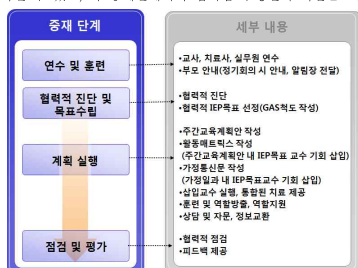 중재 단계
연수 및 훈련
협력적 진단 및
목표수립
계획 실행
점검 및 평가
세부 내용
•교사, 치료사, 실무원 연수
•부모 안내(정기회의 시 안내, 알림장 전달)
•협력적 진단
•협력적 IEP목표 선정(GAS척도 작성)
•주간교육계획안 작성
•활동매트릭스 작성
(주간교육계획안 내 IEP목표 교수 기회 삽입)
•가정통신문 작성
(가정일과 내 IEP목표교수 기회 삽입)
•삽입교수 실행, 통합된 치료 제공
•훈련 및 역할방출, 역할지원
•상담 및 자문, 정보교환
•협력적 점검
•피드백 제공